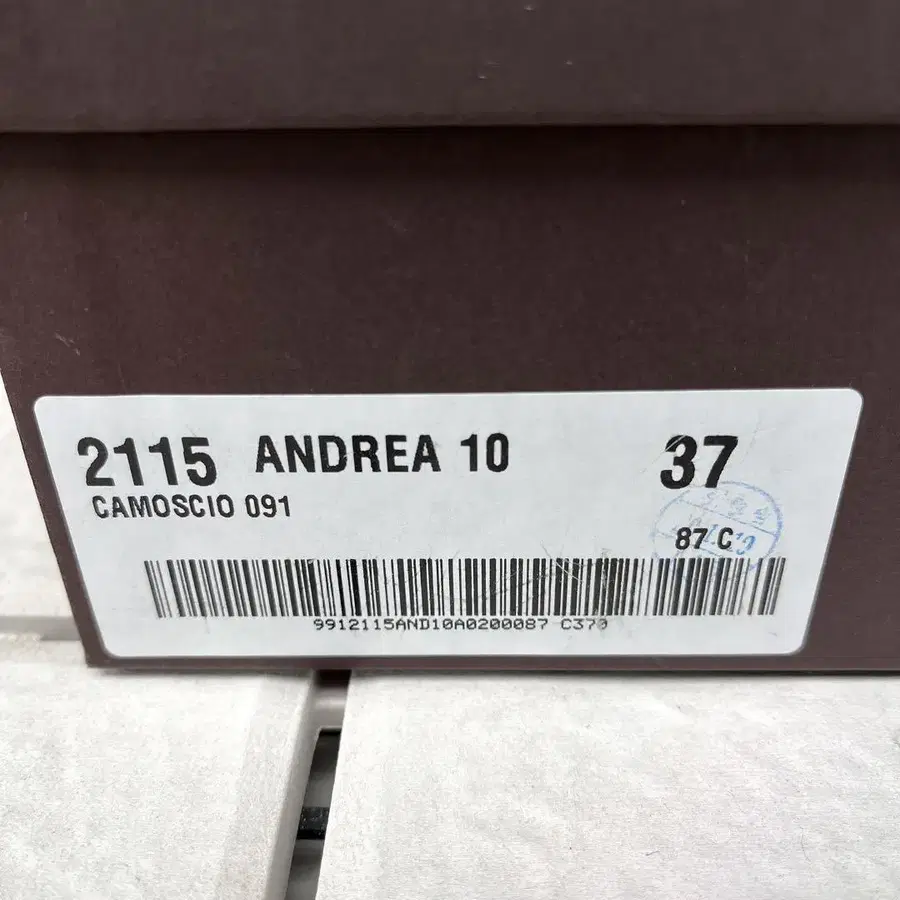 2115 ANDREA 10 37
CAMOSCIO 091
87 C
9912115AND10A0200087 C370